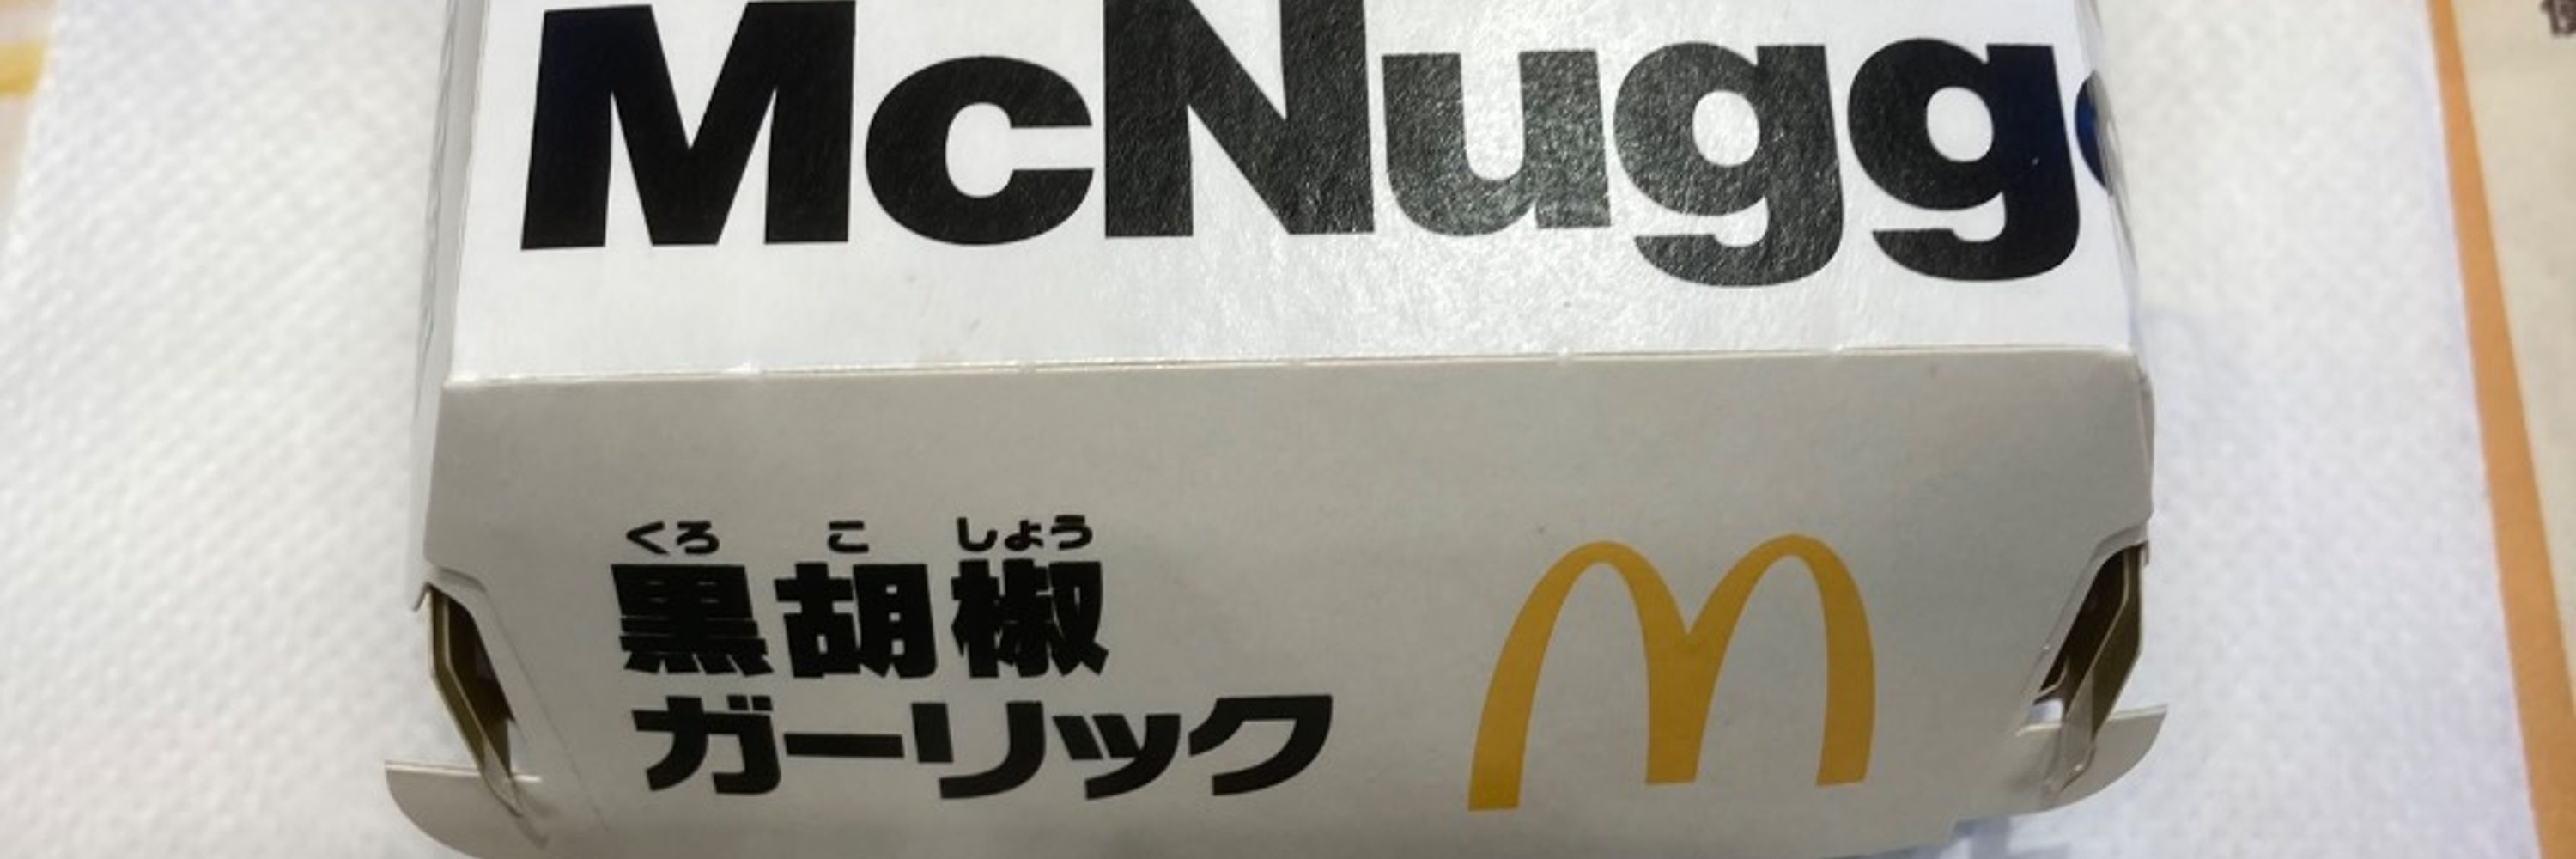 McNugg
くろ こ しょう
黒胡椒
ガーリック